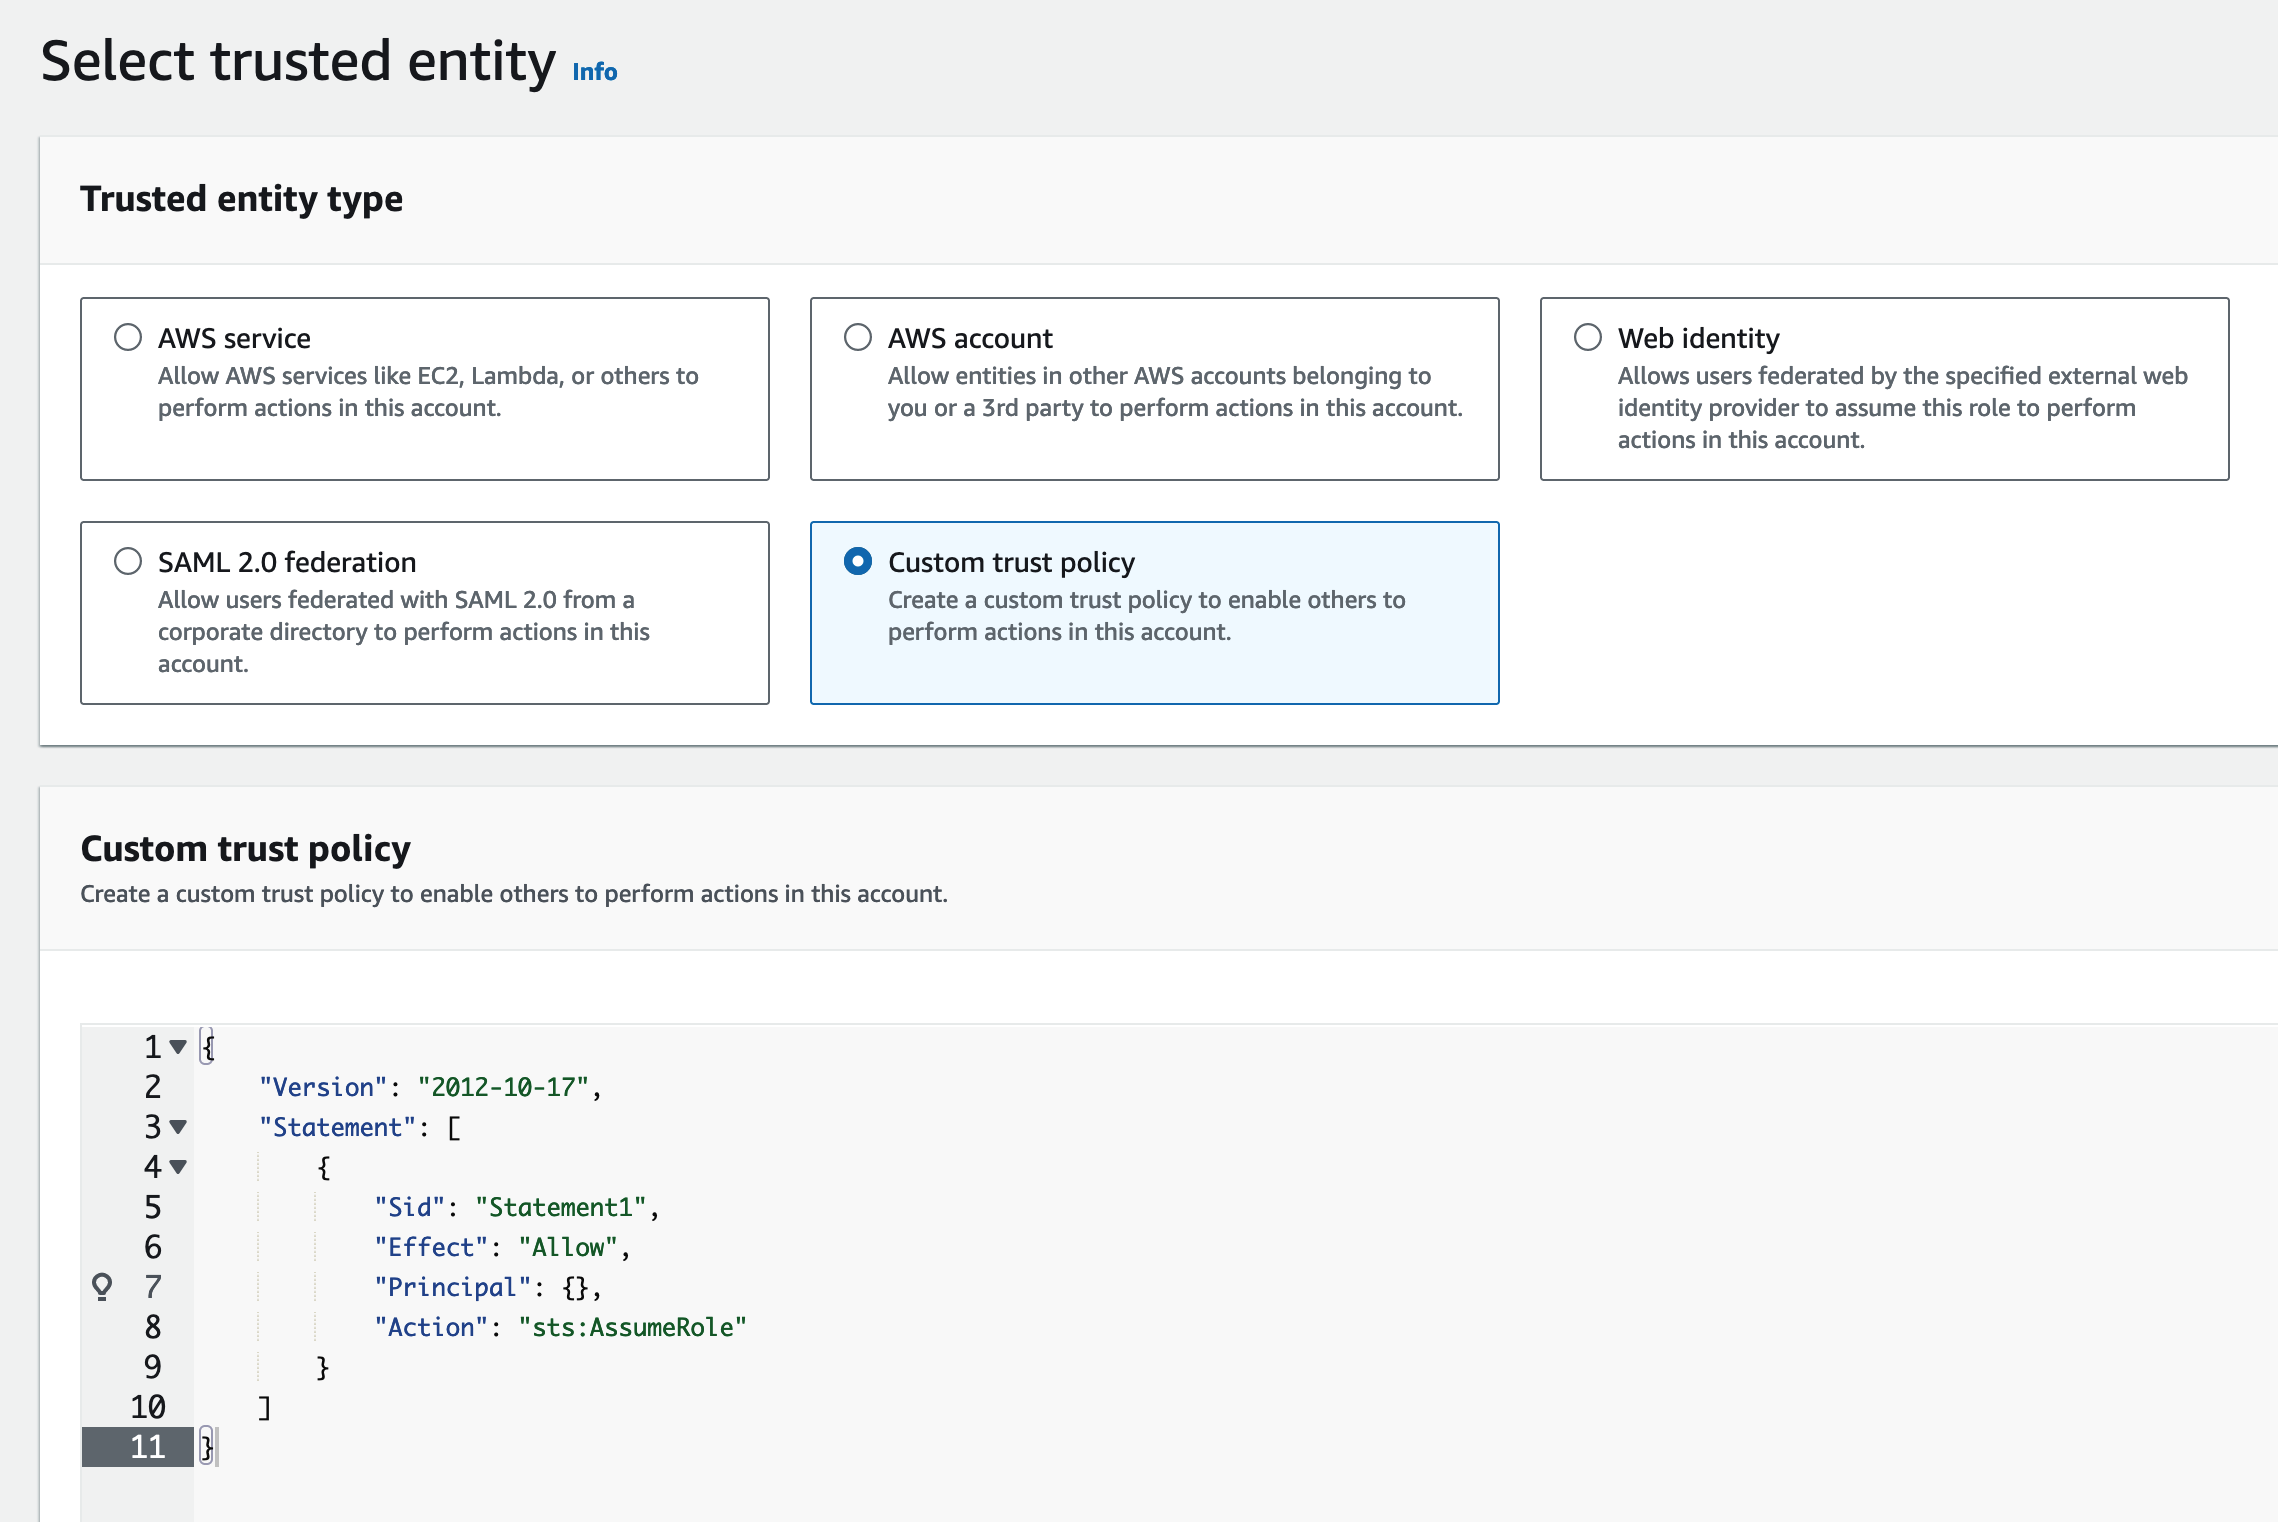 Select trusted entity Info
Trusted entity type
AWS service
Allow AWS services like EC2, Lambda, or others to
perform actions in this account.
AWS account
Allow entities in other AWS accounts belonging to
you or a 3rd party to perform actions in this account.
Web identity
Allows users federated by the specified external web
identity provider to assume this role to perform
actions in this account.
SAML 2.0 federation
Allow users federated with SAML 2.0 from a
corporate directory to perform actions in this
account.
Custom trust policy
Create a custom trust policy to enable others to
perform actions in this account.
Custom trust policy
Create a custom trust policy to enable others to perform actions in this account.
1 {
2     "Version": "2012-10-17",
3     "Statement": [
4         {
5             "Sid": "Statement1",
6             "Effect": "Allow",
7             "Principal": {},
8             "Action": "sts:AssumeRole"
9         }
10     ]
11 }